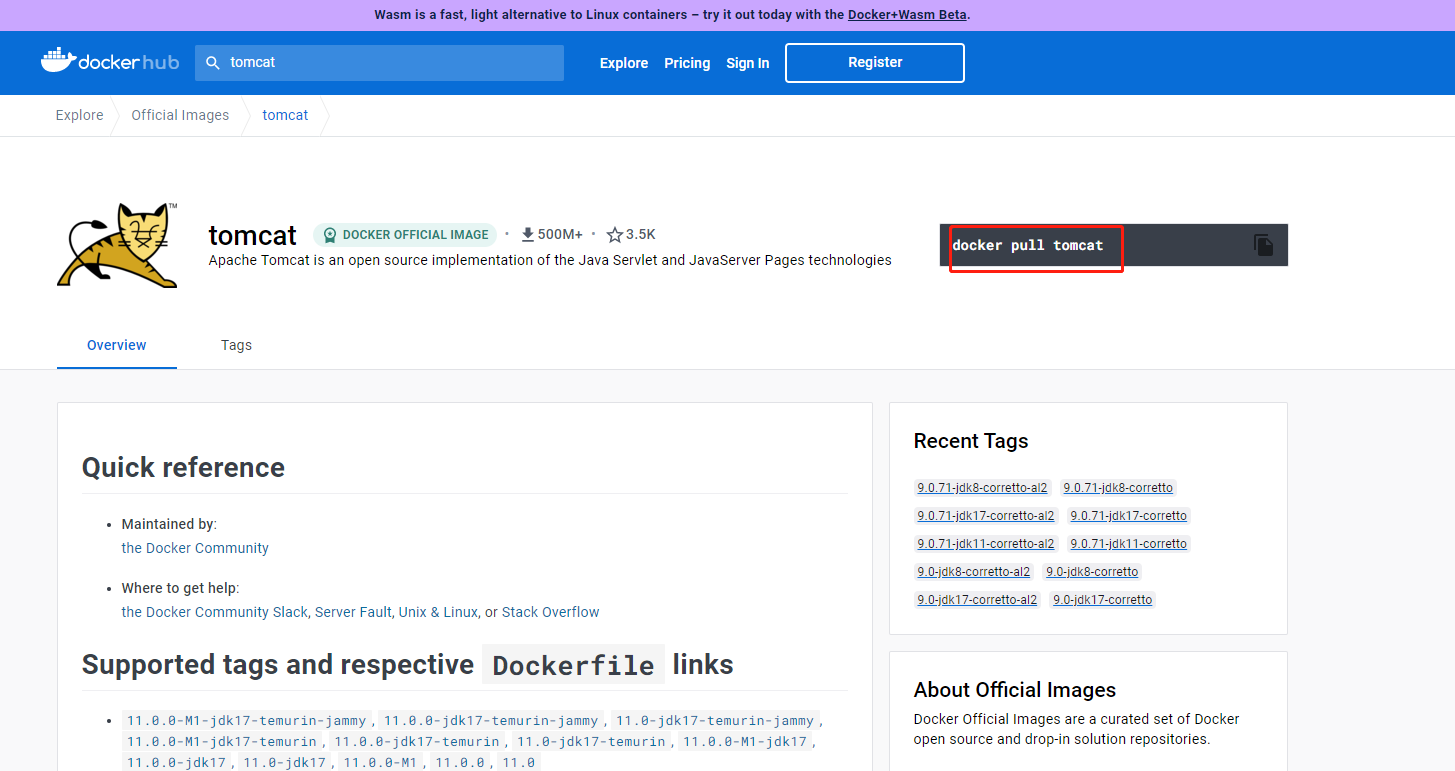 Wasm is a fast, light alternative to Linux containers – try it out today with the Docker+Wasm Beta.
dockerhub
tomcat
Explore Pricing Sign In Register
Explore Official Images tomcat
TM
tomcat DOCKER OFFICIAL IMAGE • 500M+ • 3.5K
Apache Tomcat is an open source implementation of the Java Servlet and JavaServer Pages technologies
docker pull tomcat
Overview Tags
Quick reference
• Maintained by:
the Docker Community
• Where to get help:
the Docker Community Slack, Server Fault, Unix & Linux, or Stack Overflow
Supported tags and respective Dockerfile links
• 11.0.0-M1-jdk17-temurin-jammy, 11.0.0-jdk17-temurin-jammy, 11.0-jdk17-temurin-jammy,
11.0.0-M1-jdk17-temurin, 11.0.0-jdk17-temurin, 11.0-jdk17-temurin, 11.0.0-M1-jdk17,
11.0.0-jdk17, 11.0-jdk17, 11.0.0-M1, 11.0.0, 11.0
Recent Tags
9.0.71-jdk8-corretto-al2 9.0.71-jdk8-corretto
9.0.71-jdk17-corretto-al2 9.0.71-jdk17-corretto
9.0.71-jdk11-corretto-al2 9.0.71-jdk11-corretto
9.0-jdk8-corretto-al2 9.0-jdk8-corretto
9.0-jdk17-corretto-al2 9.0-jdk17-corretto
About Official Images
Docker Official Images are a curated set of Docker
open source and drop-in solution repositories.